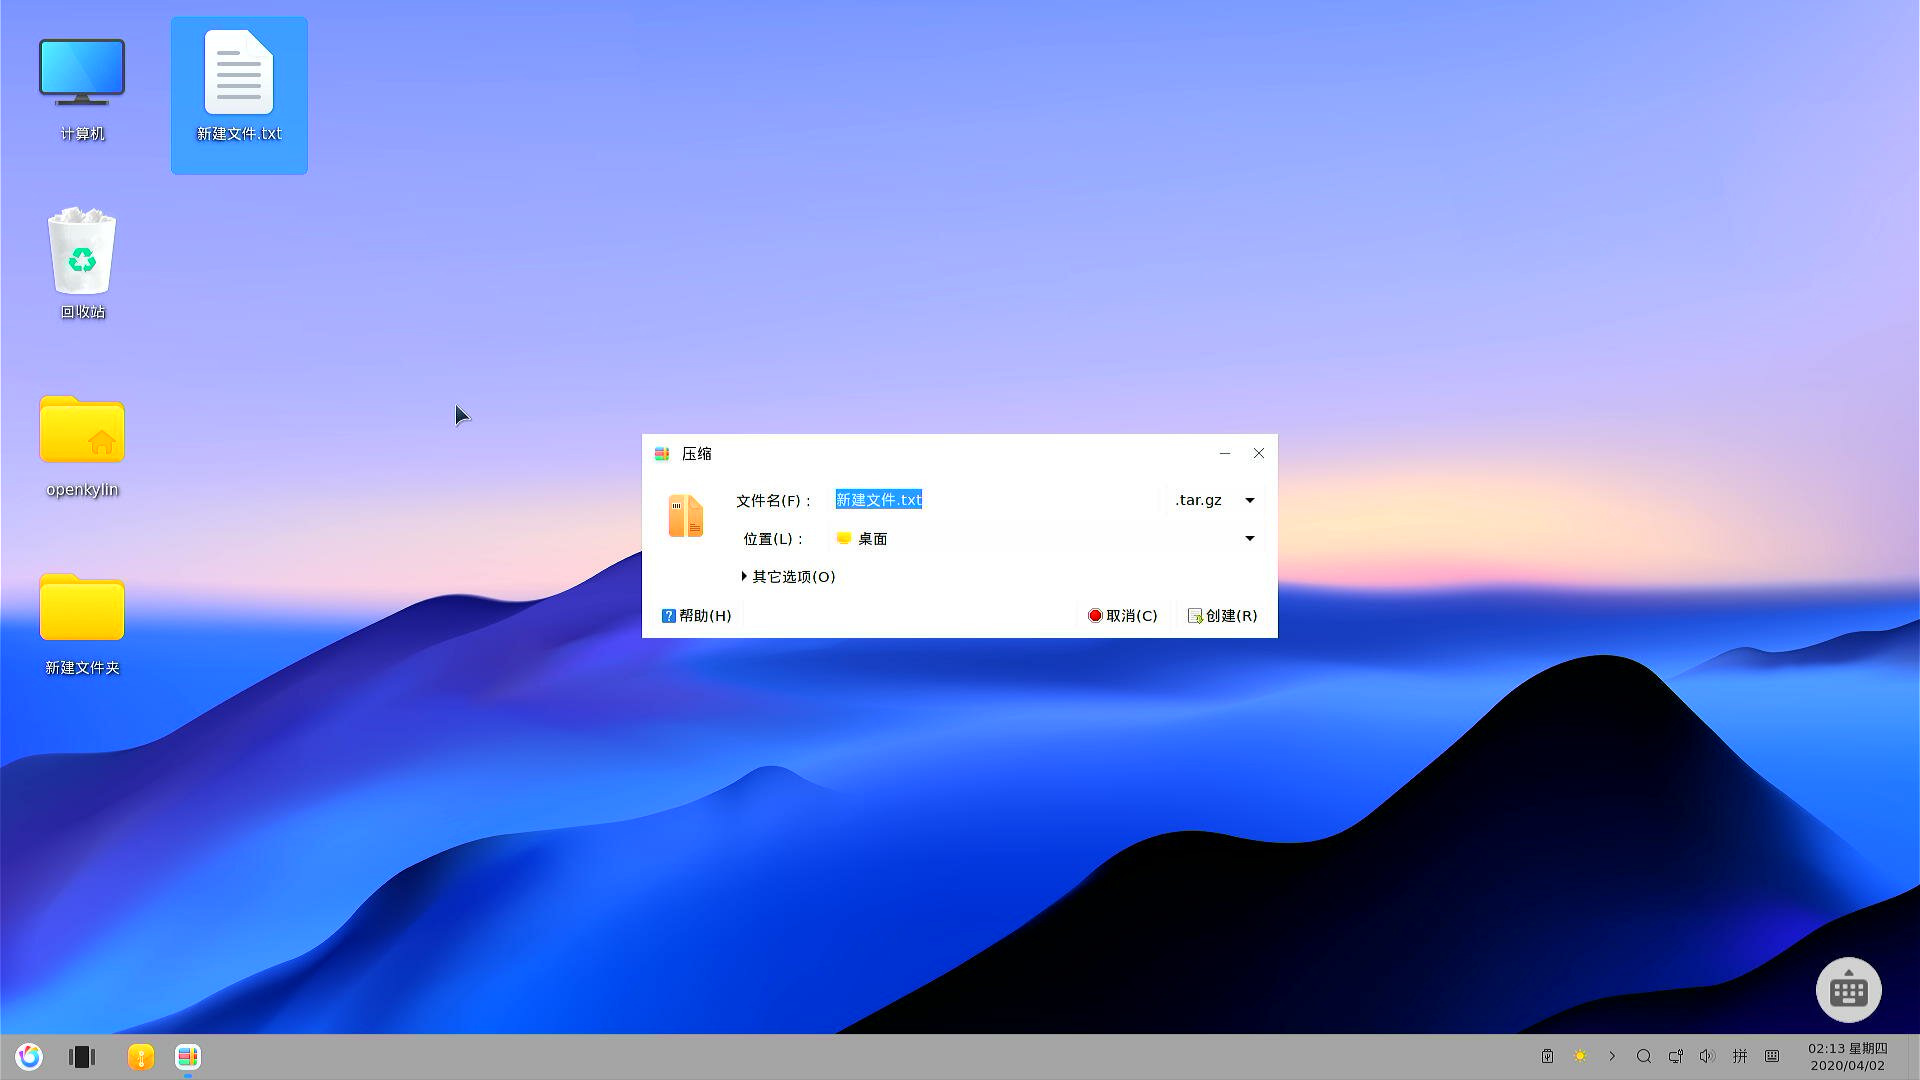 计算机
新建文件.txt
回收站
openkylin
新建文件夹
压缩
文件名(F)：
新建文件.txt
.tar.gz
位置(L)：
桌面
其它选项(O)
帮助(H)
取消(C)
创建(R)
拼
02:13 星期四
2020/04/02